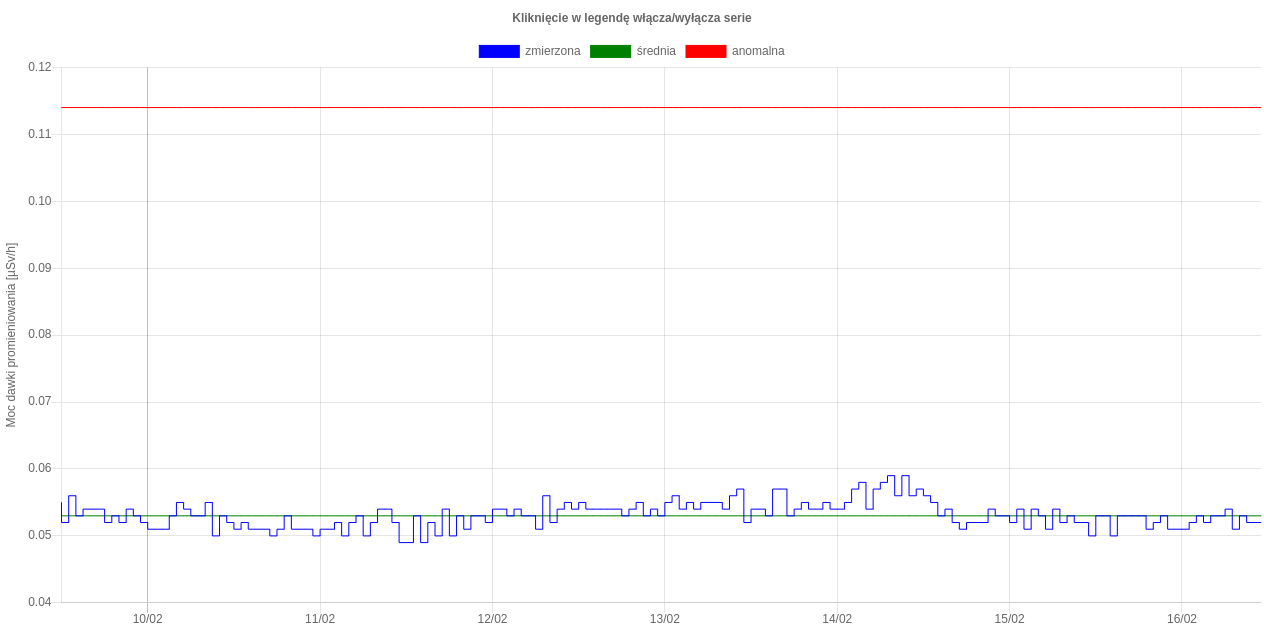 Kliknięcie w legendę włącza/wyłącza serie
zmierzona średnia anomalna
Moc dawki promieniowania [µSv/h]
0.12
0.11
0.10
0.09
0.08
0.07
0.06
0.05
0.04
10/02 11/02 12/02 13/02 14/02 15/02 16/02